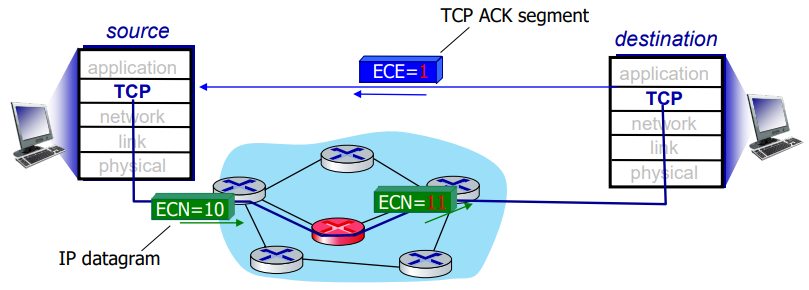 TCP ACK segment
source
destination
ECE=1
application
TCP
network
link
physical
application
TCP
network
link
physical
ECN=10
ECN=11
IP datagram